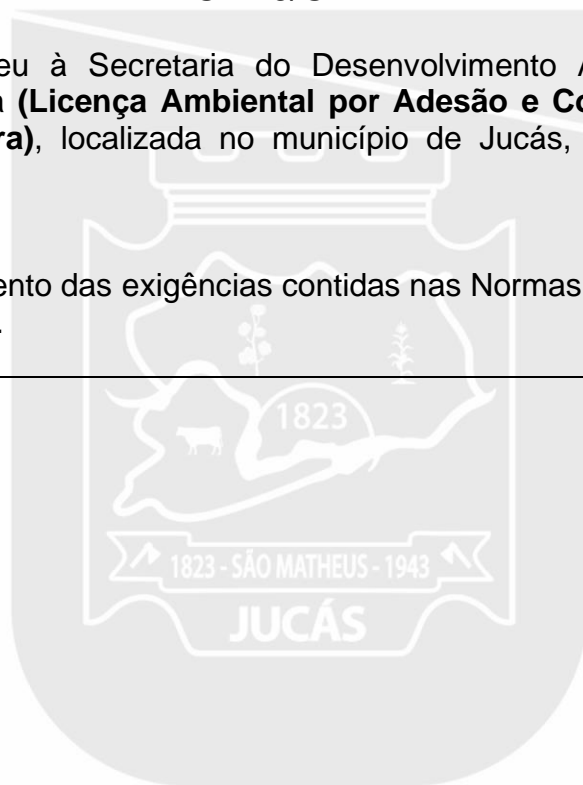 eu à Secretaria do Desenvolvimento A
(Licença Ambiental por Adesão e Co
ra), localizada no município de Jucás,
ento das exigências contidas nas Normas
.
1823
1823 - SÃO MATHEUS - 1943
JUCÁS